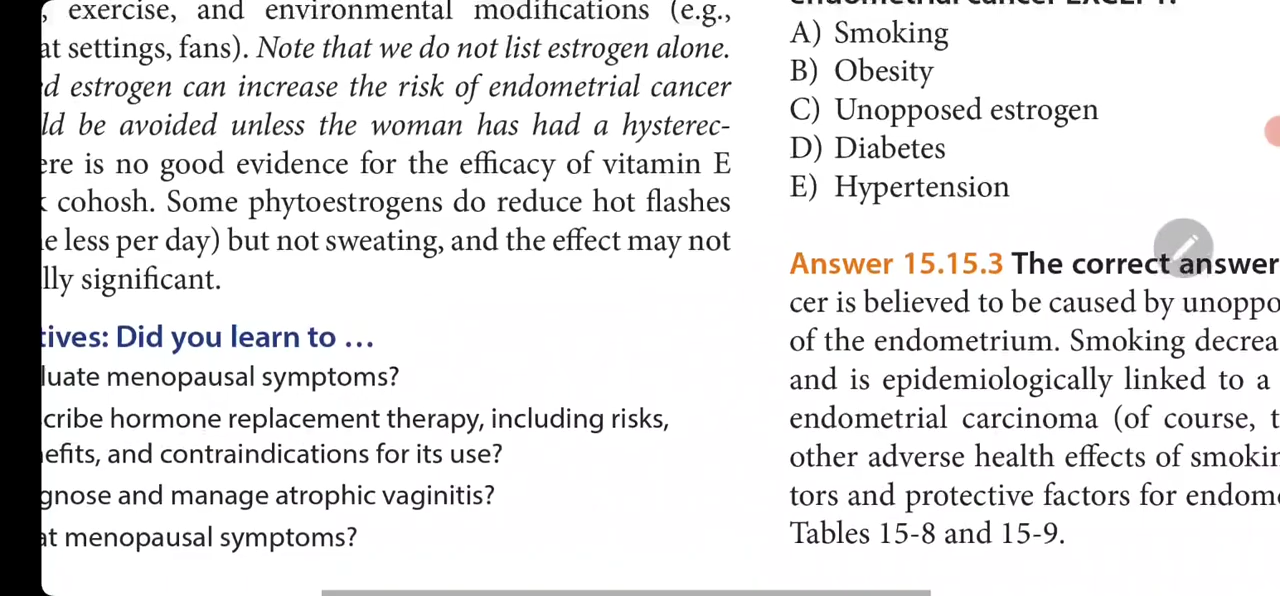 , exercise, and environmental modifications (e.g.,
at settings, fans). Note that we do not list estrogen alone.
d estrogen can increase the risk of endometrial cancer
ld be avoided unless the woman has had a hysterec-
ere is no good evidence for the efficacy of vitamin E
cohosh. Some phytoestrogens do reduce hot flashes
e less per day) but not sweating, and the effect may not
lly significant.
tives: Did you learn to …
luate menopausal symptoms?
cribe hormone replacement therapy, including risks,
efits, and contraindications for its use?
gnose and manage atrophic vaginitis?
at menopausal symptoms?
endometrial cancer EXCEPT:
A) Smoking
B) Obesity
C) Unopposed estrogen
D) Diabetes
E) Hypertension
Answer 15.15.3 The correct answer
cer is believed to be caused by unoppo
of the endometrium. Smoking decrea
and is epidemiologically linked to a
endometrial carcinoma (of course, t
other adverse health effects of smokin
tors and protective factors for endome
Tables 15-8 and 15-9.